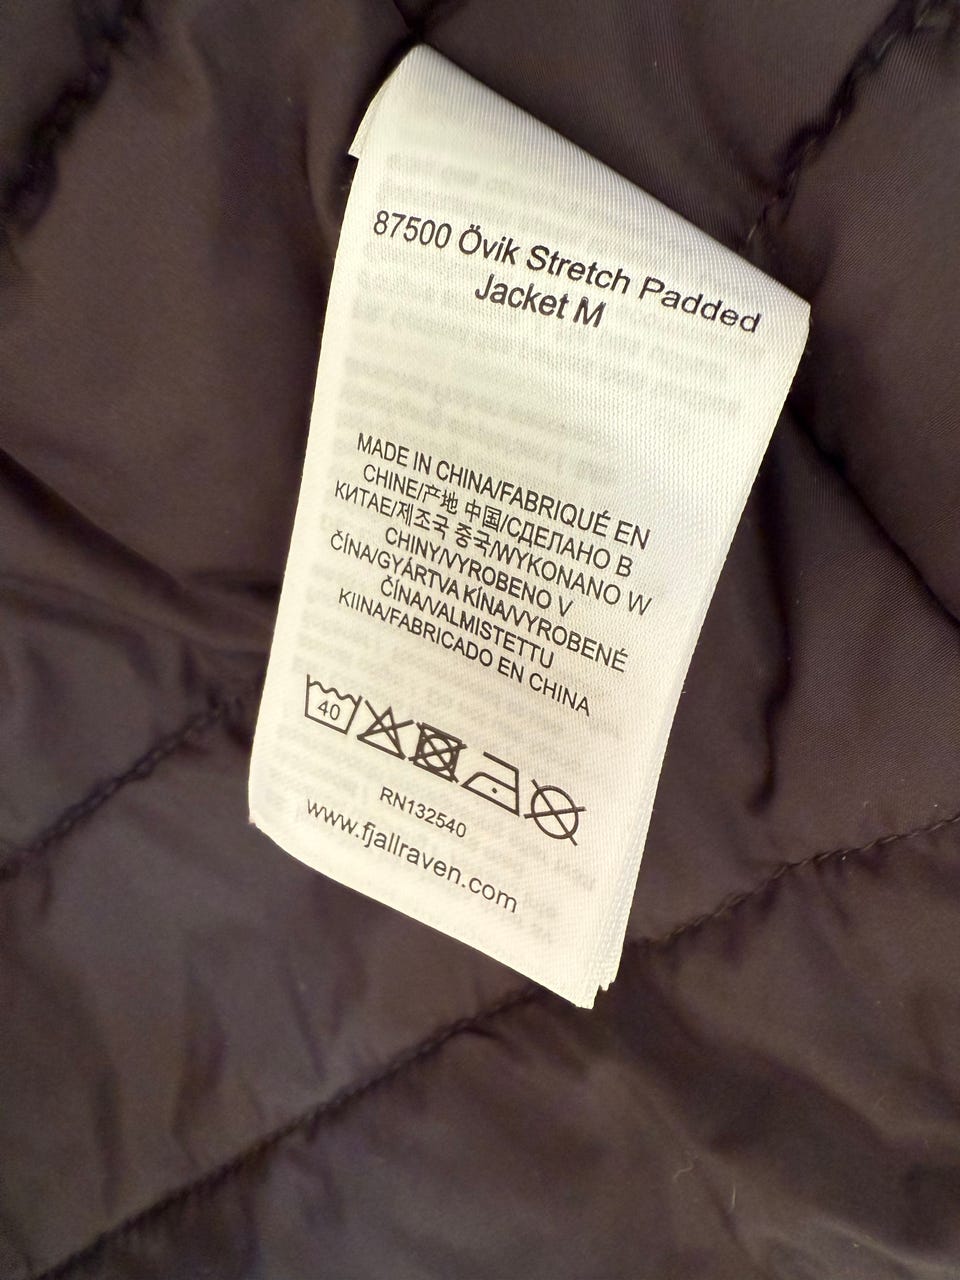 87500 Övik Stretch Padded
Jacket M
MADE IN CHINA/FABRIQUÉ EN
CHINE/产地 中国/СДЕЛАНО В
КИТАЕ/제조국 중국/WYKONANO W
CHINY/VYROBENO V
ČÍNA/GYÁRTVA KÍNA/VYROBENÉ
ČÍNA/VALMISTETTU
KIINA/FABRICADO EN CHINA
40
RN132540
www.fjallraven.com